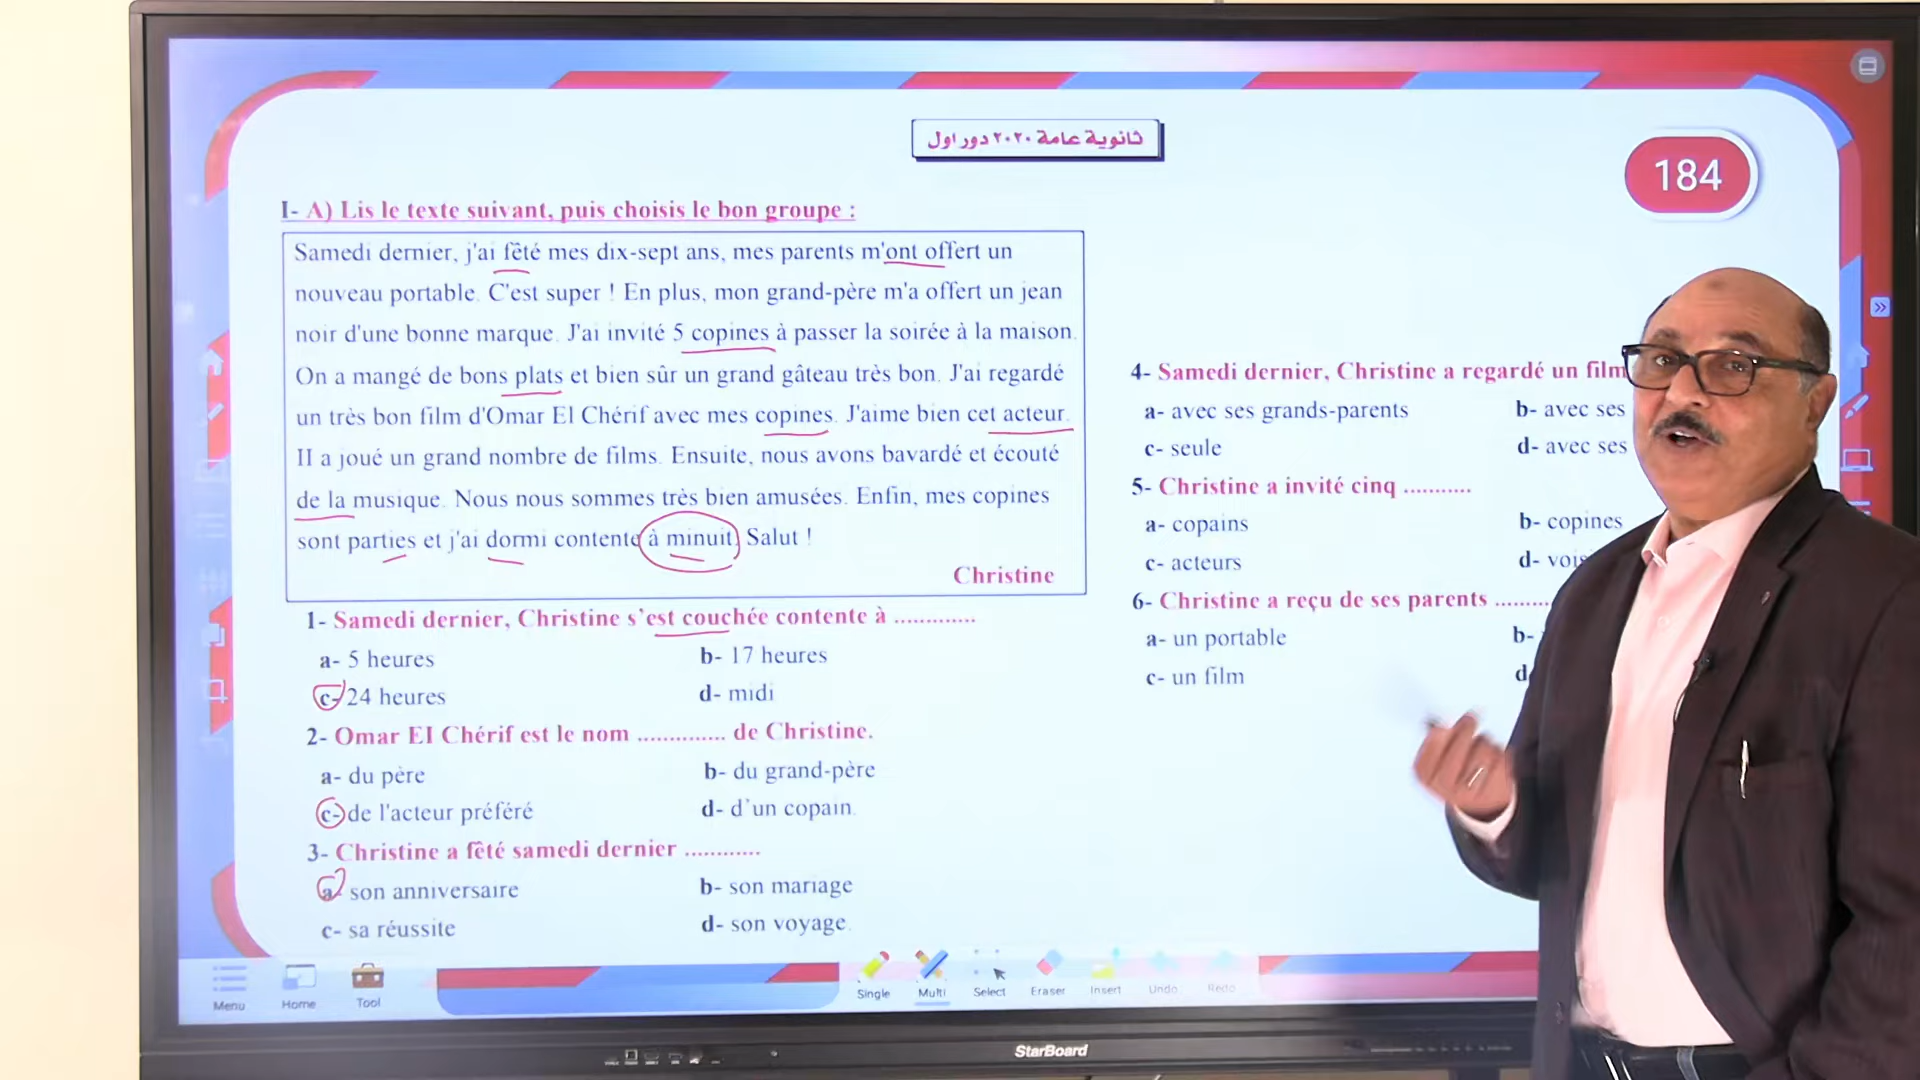 ثانوية عامة ٢٠٢٠ دور اول
184
I- A) Lis le texte suivant, puis choisis le bon groupe :
Samedi dernier, j'ai fêté mes dix-sept ans, mes parents m'ont offert un
nouveau portable. C'est super ! En plus, mon grand-père m'a offert un jean
noir d'une bonne marque. J'ai invité 5 copines à passer la soirée à la maison.
On a mangé de bons plats et bien sûr un grand gâteau très bon. J'ai regardé
un très bon film d'Omar El Chérif avec mes copines. J'aime bien cet acteur.
Il a joué un grand nombre de films. Ensuite, nous avons bavardé et écouté
de la musique. Nous nous sommes très bien amusées. Enfin, mes copines
sont parties et j'ai dormi contente à minuit. Salut !
Christine
1- Samedi dernier, Christine s’est couchée contente à .............
a- 5 heures
b- 17 heures
c- 24 heures
d- midi
2- Omar El Chérif est le nom .............. de Christine.
a- du père
b- du grand-père
c- de l'acteur préféré
d- d’un copain.
3- Christine a fêté samedi dernier ............
a- son anniversaire
b- son mariage
c- sa réussite
d- son voyage.
4- Samedi dernier, Christine a regardé un film
a- avec ses grands-parents
b- avec ses
c- seule
d- avec ses
5- Christine a invité cinq ...........
a- copains
b- copines
c- acteurs
d-
6- Christine a reçu de ses parents .........
a- un portable
b-
c- un film
d
Menu
Home
Tool
Single
Multi
Select
Eraser
Insert
Undo
Redo
StarBoard